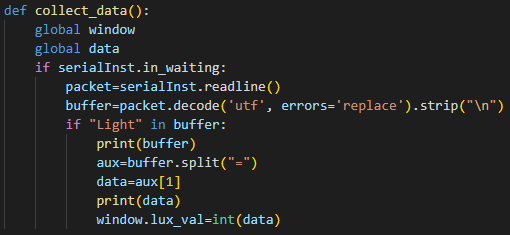 def collect_data():
    global window
    global data
    if serialInst.in_waiting:
        packet=serialInst.readline()
        buffer=packet.decode('utf', errors='replace').strip("\n")
        if "Light" in buffer:
            print(buffer)
            aux=buffer.split("=")
            data=aux[1]
            print(data)
            window.lux_val=int(data)